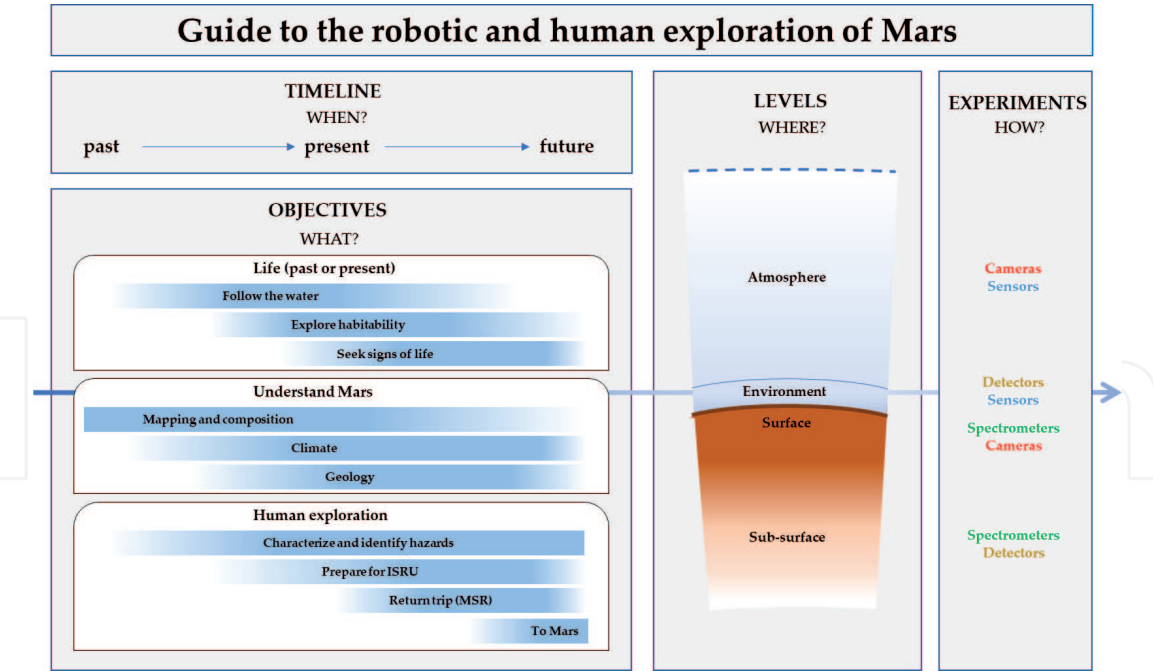 Guide to the robotic and human exploration of Mars
TIMELINE
WHEN?
past present future
OBJECTIVES
WHAT?
Life (past or present)
Follow the water
Explore habitability
Seek signs of life
Understand Mars
Mapping and composition
Climate
Geology
Human exploration
Characterize and identify hazards
Prepare for ISRU
Return trip (MSR)
To Mars
LEVELS
WHERE?
Atmosphere
Environment
Surface
Sub-surface
EXPERIMENTS
HOW?
Cameras
Sensors
Detectors
Sensors
Spectrometers
Cameras
Spectrometers
Detectors